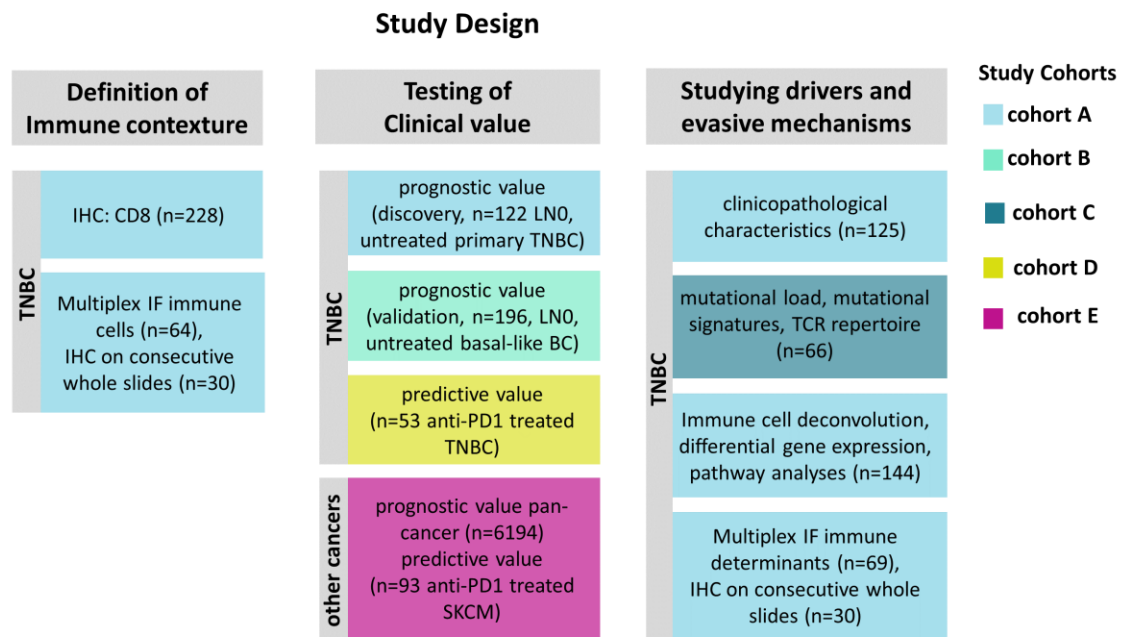 Study Design
Definition of
Immune contexture
TNBC
IHC: CD8 (n=228)
Multiplex IF immune
cells (n=64),
IHC on consecutive
whole slides (n=30)
Testing of
Clinical value
TNBC
prognostic value
(discovery, n=122 LN0,
untreated primary TNBC)
prognostic value
(validation, n=196, LN0,
untreated basal-like BC)
predictive value
(n=53 anti-PD1 treated
TNBC)
other cancers
prognostic value pan-
cancer (n=6194)
predictive value
(n=93 anti-PD1 treated
SKCM)
Studying drivers and
evasive mechanisms
TNBC
clinicopathological
characteristics (n=125)
mutational load, mutational
signatures, TCR repertoire
(n=66)
Immune cell deconvolution,
differential gene expression,
pathway analyses (n=144)
Multiplex IF immune
determinants (n=69),
IHC on consecutive whole
slides (n=30)
Study Cohorts
cohort A
cohort B
cohort C
cohort D
cohort E